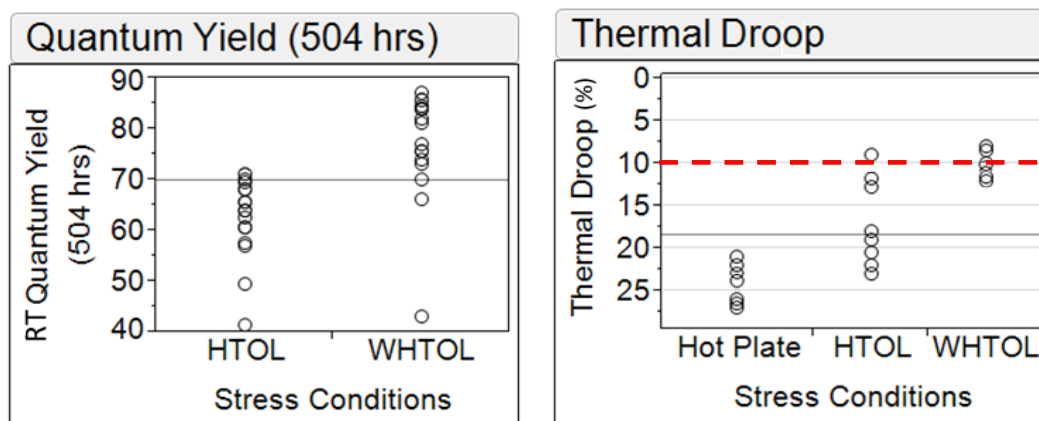 Quantum Yield (504 hrs)
RT Quantum Yield
(504 hrs)
90
80
70
60
50
40
HTOL
WHTOL
Stress Conditions
Thermal Droop
Thermal Droop (%)
0
5
10
15
20
25
Hot Plate
HTOL
WHTOL
Stress Conditions